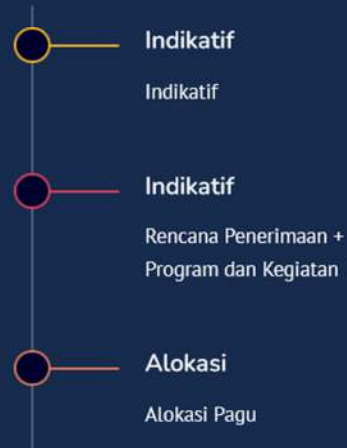 Indikatif
Indikatif
Indikatif
Rencana Penerimaan +
Program dan Kegiatan
Alokasi
Alokasi Pagu